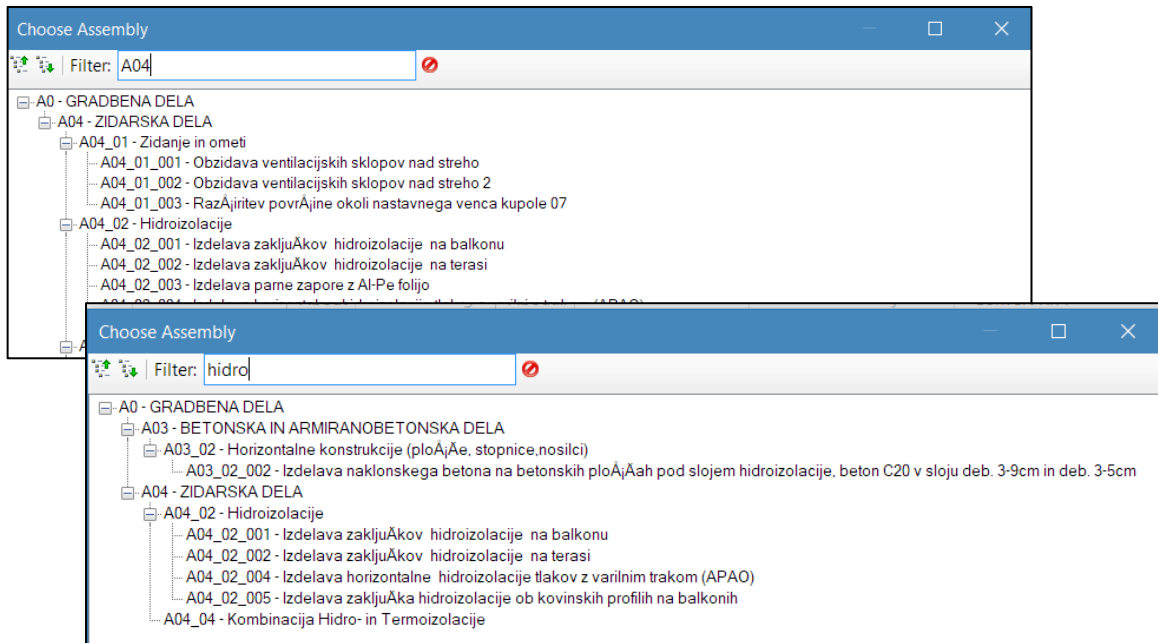 Choose Assembly
Filter: A04
A0 - GRADBENA DELA
A04 - ZIDARSKA DELA
A04_01 - Zidanje in ometi
A04_01_001 - Obzidava ventilacijskih sklopov nad streho
A04_01_002 - Obzidava ventilacijskih sklopov nad streho 2
A04_01_003 - RazÅ¡iritev povrÅ¡ine okoli nastavnega venca kupole 07
A04_02 - Hidroizolacije
A04_02_001 - Izdelava zakljuÄkov hidroizolacije na balkonu
A04_02_002 - Izdelava zakljuÄkov hidroizolacije na terasi
A04_02_003 - Izdelava parne zapore z Al-Pe folijo
Choose Assembly
Filter: hidro
A0 - GRADBENA DELA
A03 - BETONSKA IN ARMIRANOBETONSKA DELA
A03_02 - Horizontalne konstrukcije (ploÅ¡Äe, stopnice,nosilci)
A03_02_002 - Izdelava naklonskega betona na betonskih ploÅ¡Äah pod slojem hidroizolacije, beton C20 v sloju deb. 3-9cm in deb. 3-5cm
A04 - ZIDARSKA DELA
A04_02 - Hidroizolacije
A04_02_001 - Izdelava zakljuÄkov hidroizolacije na balkonu
A04_02_002 - Izdelava zakljuÄkov hidroizolacije na terasi
A04_02_004 - Izdelava horizontalne hidroizolacije tlakov z varilnim trakom (APAO)
A04_02_005 - Izdelava zakljuÄka hidroizolacije ob kovinskih profilih na balkonih
A04_04 - Kombinacija Hidro- in Termoizolacije